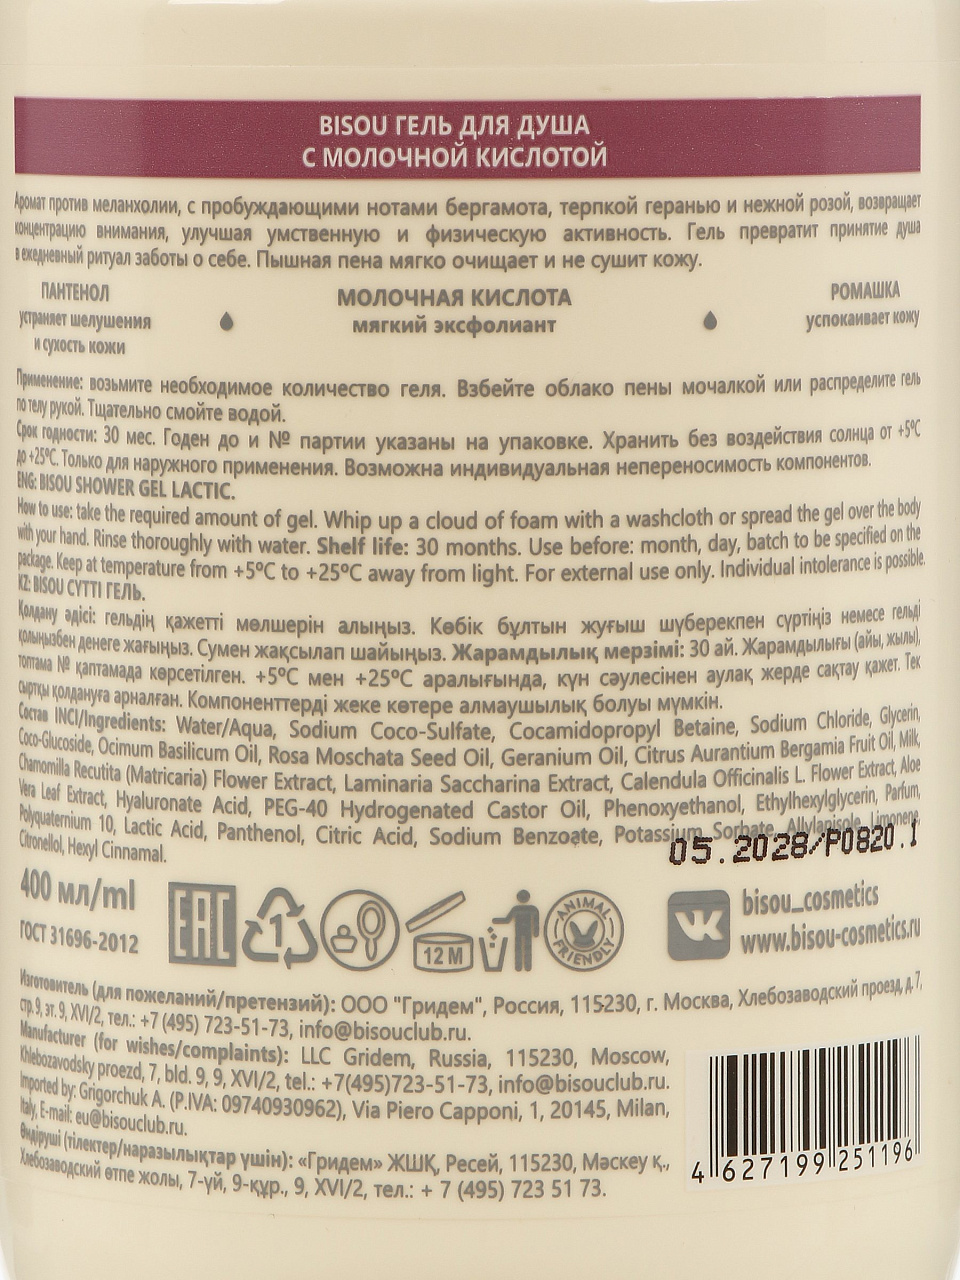 BISOU ГЕЛЬ ДЛЯ ДУША
С МОЛОЧНОЙ КИСЛОТОЙ
Аромат против меланхолии, с пробуждающими нотами бергамота, терпкой геранью и нежной розой, возвращает
концентрацию внимания, улучшая умственную и физическую активность. Гель превратит принятие душа
в ежедневный ритуал заботы о себе. Пышная пена мягко очищает и не сушит кожу.
ПАНТЕНОЛ
устраняет шелушения
и сухость кожи
МОЛОЧНАЯ КИСЛОТА
мягкий эксфолиант
РОМАШКА
успокаивает кожу
Применение: возьмите необходимое количество геля. Взбейте облако пены мочалкой или распределите гель
по телу рукой. Тщательно смойте водой.
Срок годности: 30 мес. Годен до и № партии указаны на упаковке. Хранить без воздействия солнца от +5°C
до +25°C. Только для наружного применения. Возможна индивидуальная непереносимость компонентов.
ENG: BISOU SHOWER GEL LACTIC.
How to use: take the required amount of gel. Whip up a cloud of foam with a washcloth or spread the gel over the body
with your hand. Rinse thoroughly with water. Shelf life: 30 months. Use before: month, day, batch to be specified on the
package. Keep at temperature from +5°C to +25°C away from light. For external use only. Individual intolerance is possible.
KZ: BISOU СҮТТІ ГЕЛЬ.
Қолдану әдісі: гельдің қажетті мөлшерін алыңыз. Көбік бұлтын жуғыш шүберекпен сүртіңіз немесе гельді
қолыңызбен денеге жағыңыз. Сумен жақсылап шайыңыз. Жарамдылық мерзімі: 30 ай. Жарамдылығы (айы, жылы),
топтама № қаптамада көрсетілген. +5°C мен +25°C аралығында, күн сәулесінен аулақ жерде сақтау қажет. Тек
сыртқы қолдануға арналған. Компоненттерді жеке көтере алмаушылық болуы мүмкін.
Состав INCI/Ingredients: Water/Aqua, Sodium Coco-Sulfate, Cocamidopropyl Betaine, Sodium Chloride, Glycerin,
Coco-Glucoside, Ocimum Basilicum Oil, Rosa Moschata Seed Oil, Geranium Oil, Citrus Aurantium Bergamia Fruit Oil, Milk,
Chamomilla Recutita (Matricaria) Flower Extract, Laminaria Saccharina Extract, Calendula Officinalis L. Flower Extract, Aloe
Vera Leaf Extract, Hyaluronate Acid, PEG-40 Hydrogenated Castor Oil, Phenoxyethanol, Ethylhexylglycerin, Parfum,
Polyquaternium 10, Lactic Acid, Panthenol, Citric Acid, Sodium Benzoate, Potassium Sorbate, Allylanisole, Limonene,
Citronellol, Hexyl Cinnamal.
05.2028/P0820.1
400 мл/ml
ГОСТ 31696-2012
EAC
1
12 M
ANIMAL
FRIENDLY
bisou_cosmetics
www.bisou-cosmetics.ru
Изготовитель (для пожеланий/претензий): ООО "Гридем", Россия, 115230, г. Москва, Хлебозаводский проезд, д.7,
стр.9, эт.9, XVI/2, тел.: +7 (495) 723-51-73, info@bisouclub.ru.
Manufacturer (for wishes/complaints): LLC Gridem, Russia, 115230, Moscow,
Khlebozavodsky proezd, 7, bld. 9, 9, XVI/2, tel.: +7(495)723-51-73, info@bisouclub.ru.
Imported by: Grigorchuk A. (P.IVA: 09740930962), Via Piero Capponi, 1, 20145, Milan,
Italy, E-mail: eu@bisouclub.ru.
Өндіруші (тілектер/наразылықтар үшін): «Гридем» ЖШҚ, Ресей, 115230, Мәскеу қ.,
Хлебозаводский өтпе жолы, 7-үй, 9-құр., 9, XVI/2, тел.: + 7 (495) 723 51 73.
4 627199 251196